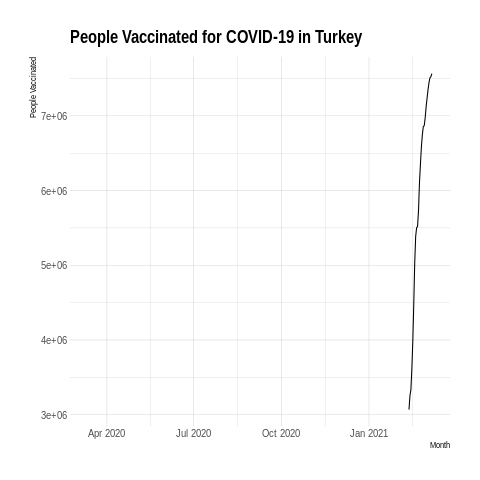 People Vaccinated for COVID-19 in Turkey
People Vaccinated
7e+06
6e+06
5e+06
4e+06
3e+06
Apr 2020
Jul 2020
Oct 2020
Jan 2021
Month